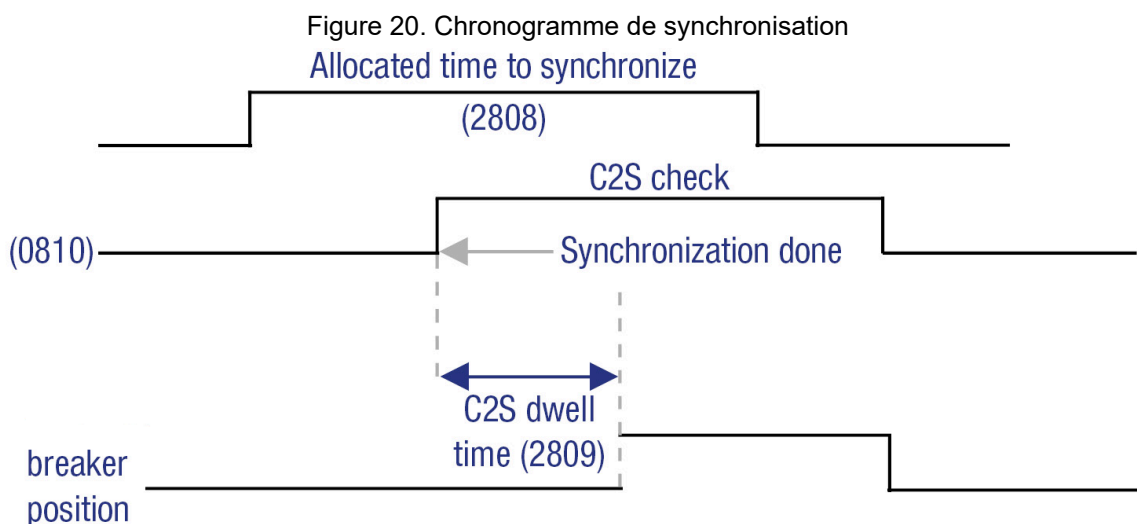 Figure 20. Chronogramme de synchronisation
Allocated time to synchronize
(2808)
C2S check
(0810)
Synchronization done
C2S dwell
time (2809)
breaker
position